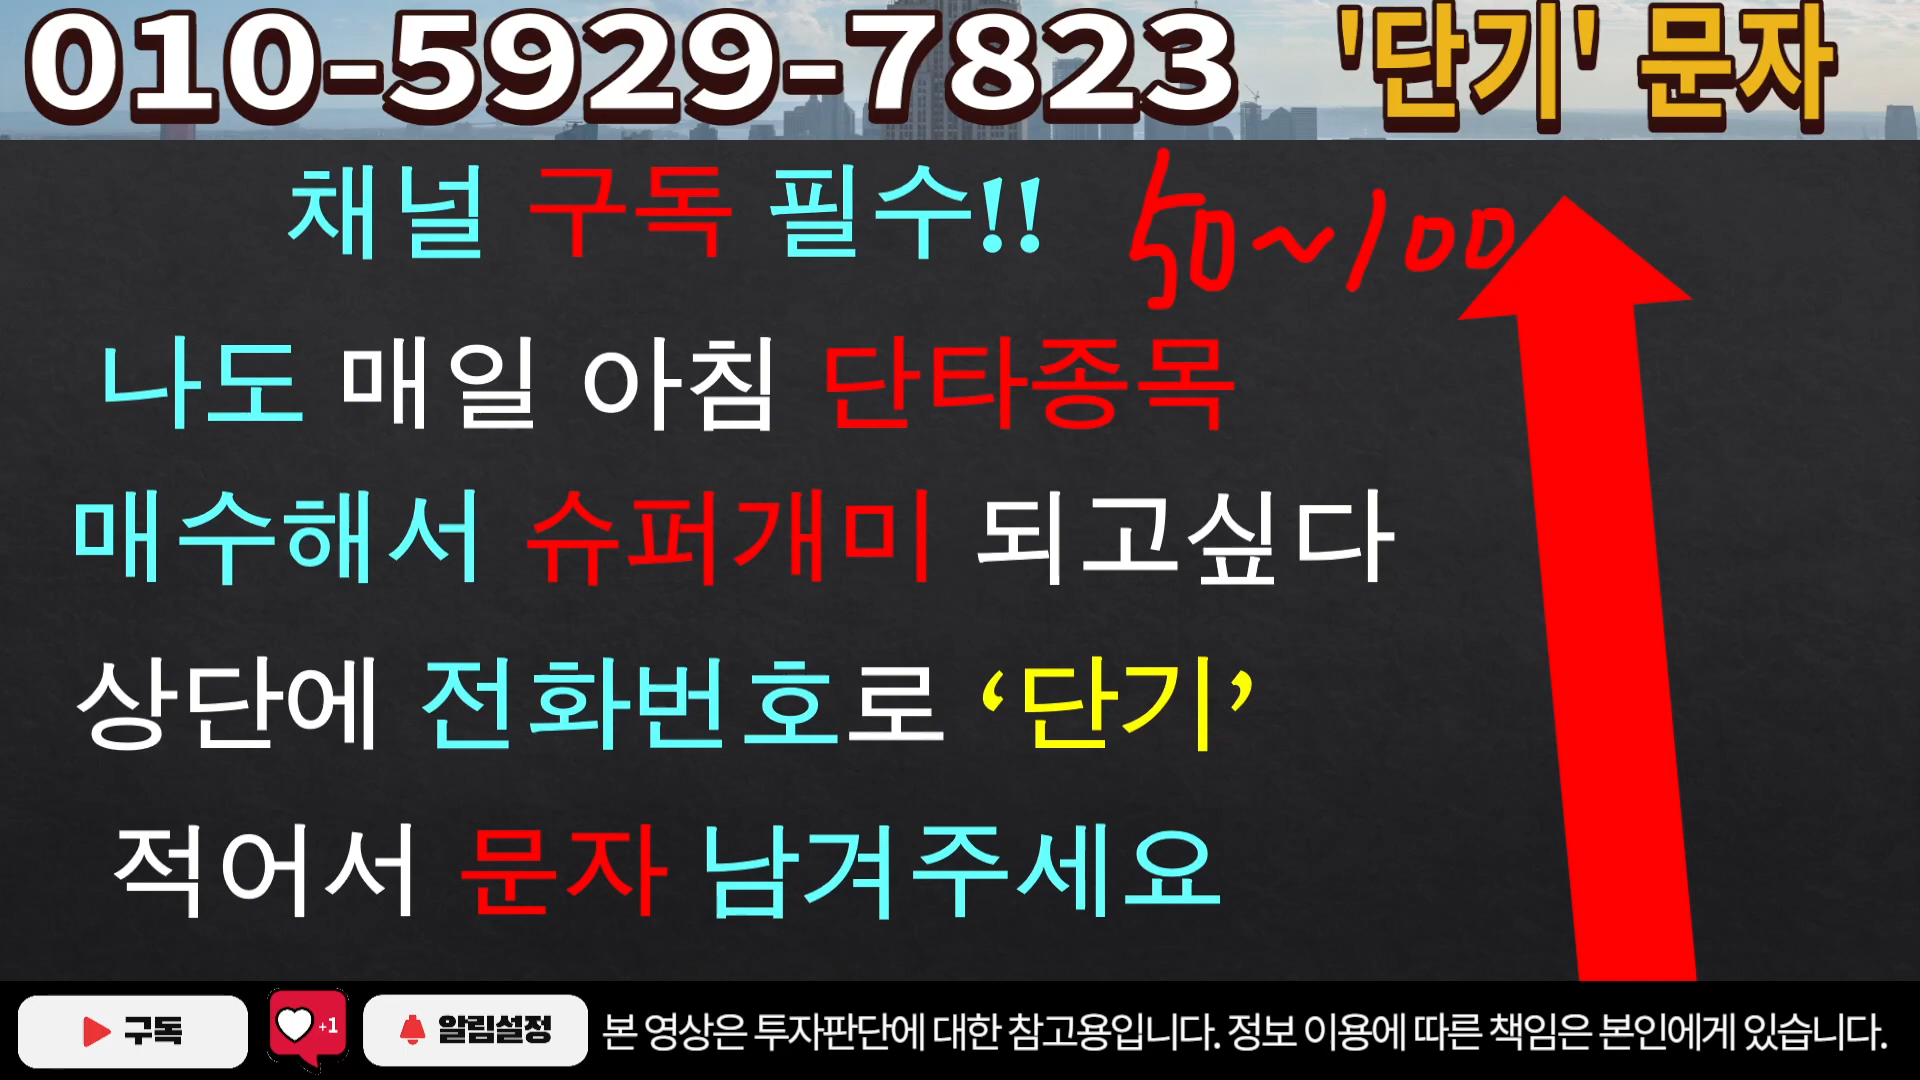 010-5929-7823 '단기' 문자
채널 구독 필수!! 50~100
나도 매일 아침 단타종목
매수해서 슈퍼개미 되고싶다
상단에 전화번호로 ‘단기’
적어서 문자 남겨주세요
구독 +1 알림설정 본 영상은 투자판단에 대한 참고용입니다. 정보 이용에 따른 책임은 본인에게 있습니다.